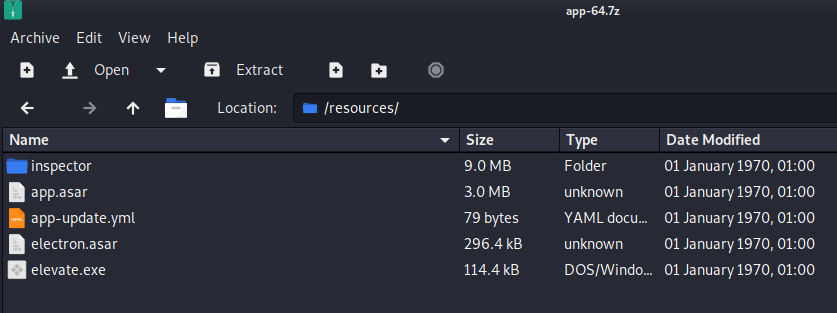 app-64.7z
Archive Edit View Help
Open Extract
Location: /resources/
Name Size Type Date Modified
inspector 9.0 MB Folder 01 January 1970, 01:00
app.asar 3.0 MB unknown 01 January 1970, 01:00
app-update.yml 79 bytes YAML docu... 01 January 1970, 01:00
electron.asar 296.4 kB unknown 01 January 1970, 01:00
elevate.exe 114.4 kB DOS/Windo... 01 January 1970, 01:00